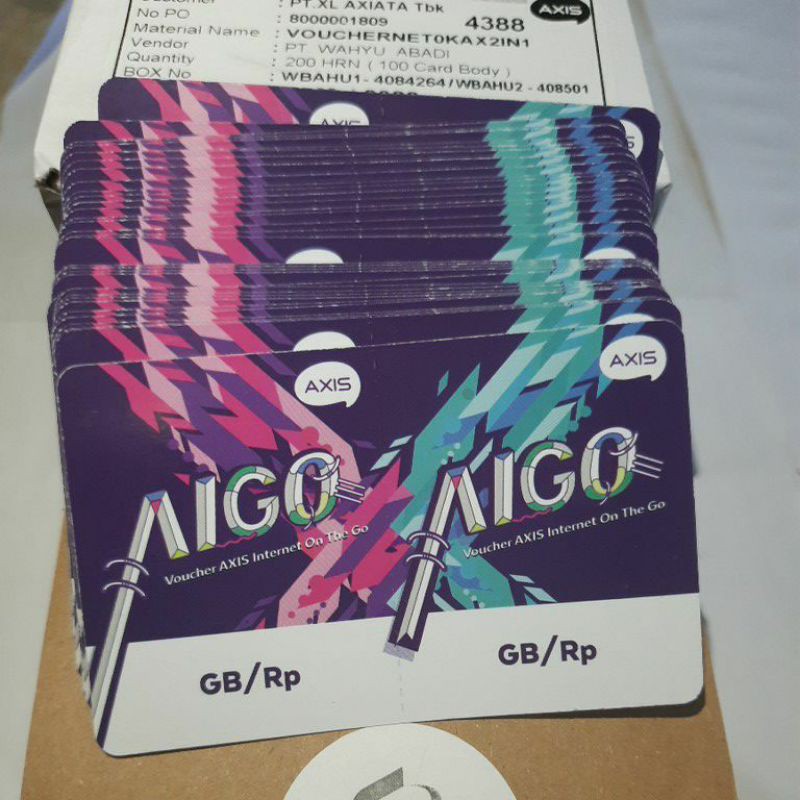 : PT.XL AXIATA Tbk
No PO : 8000001809 4388
AXIS
Material Name : VOUCHERNET0KAX2IN1
Vendor : PT. WAHYU ABADI
Quantity : 200 HRN ( 100 Card Body )
BOX No : WBAHU1- 4084264/WBAHU2 - 408501
AXIS
AXIS
AXIS
AIGO
Voucher AXIS Internet On The Go
AIGO
Voucher AXIS Internet On The Go
GB/Rp
GB/Rp